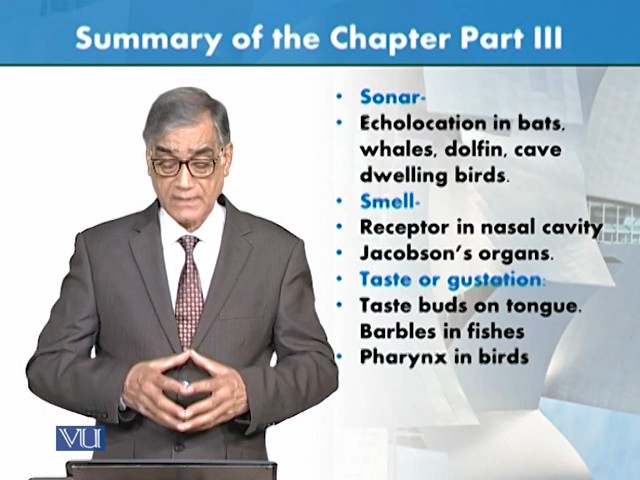 Summary of the Chapter Part III
• Sonar-
• Echolocation in bats,
whales, dolfin, cave
dwelling birds.
• Smell-
• Receptor in nasal cavity
• Jacobson's organs.
• Taste or gustation:
• Taste buds on tongue.
Barbles in fishes
• Pharynx in birds
VU